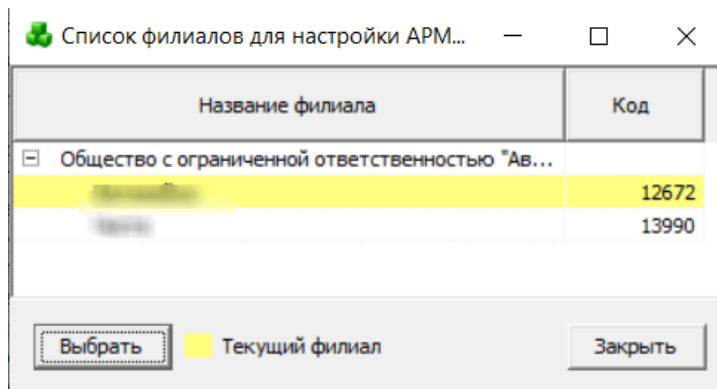 Список филиалов для настройки АРМ...
Название филиала Код
Общество с ограниченной ответственностью "Ав...
12672
13990
Выбрать Текущий филиал Закрыть